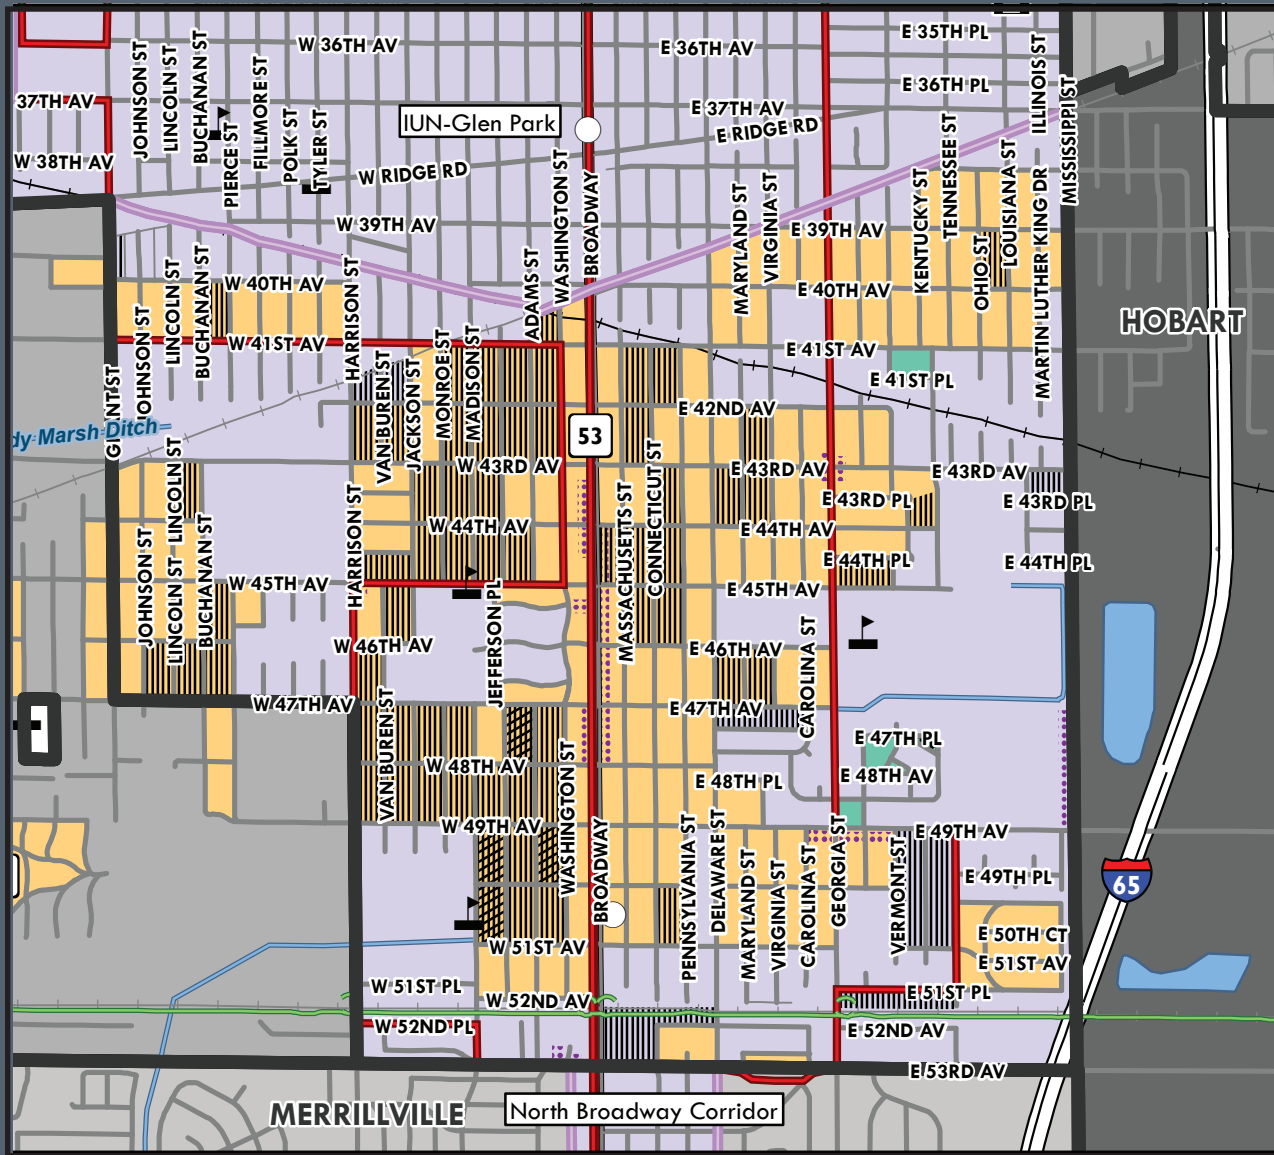 W 36TH AV
E 36TH AV
E 35TH PL
JOHNSON ST
LINCOLN ST
BUCHANAN ST
FILLMORE ST
ILLINOIS ST
37TH AV
E 36TH PL
PIERCE ST
POLK ST
TYLER ST
IUN-Glen Park
E 37TH AV
E RIDGE RD
MISSISSIPPI ST
W 38TH AV
W RIDGE RD
TENNESSEE ST
LOUISIANA ST
KENTUCKY ST
MARTIN LUTHER KING DR
WASHINGTON ST
BROADWAY
MARYLAND ST
VIRGINIA ST
W 39TH AV
E 39TH AV
OHIO ST
ADAMS ST
LINCOLN ST
BUCHANAN ST
HARRISON ST
W 40TH AV
E 40TH AV
JOHNSON ST
HOBART
W 41ST AV
E 41ST AV
MONROE ST
MADISON ST
VAN BUREN ST
JACKSON ST
E 41ST PL
GRANT ST
E 42ND AV
dy Marsh Ditch
53
LINCOLN ST
W 43RD AV
E 43RD AV
E 43RD AV
CONNECTICUT ST
MASSACHUSETTS ST
HARRISON ST
E 43RD PL
E 43RD PL
W 44TH AV
E 44TH AV
JOHNSON ST
LINCOLN ST
BUCHANAN ST
E 44TH PL
E 44TH PL
W 45TH AV
E 45TH AV
JEFFERSON PL
CAROLINA ST
W 46TH AV
E 46TH AV
W 47TH AV
E 47TH AV
VAN BUREN ST
E 47TH PL
WASHINGTON ST
W 48TH AV
E 48TH PL
E 48TH AV
W 49TH AV
E 49TH AV
BROADWAY
PENNSYLVANIA ST
DELAWARE ST
MARYLAND ST
VIRGINIA ST
CAROLINA ST
GEORGIA ST
VERMONT ST
E 49TH PL
65
E 50TH CT
W 51ST AV
E 51ST AV
W 51ST PL
E 51ST PL
W 52ND AV
W 52ND PL
E 52ND AV
E 53RD AV
MERRILLVILLE
North Broadway Corridor